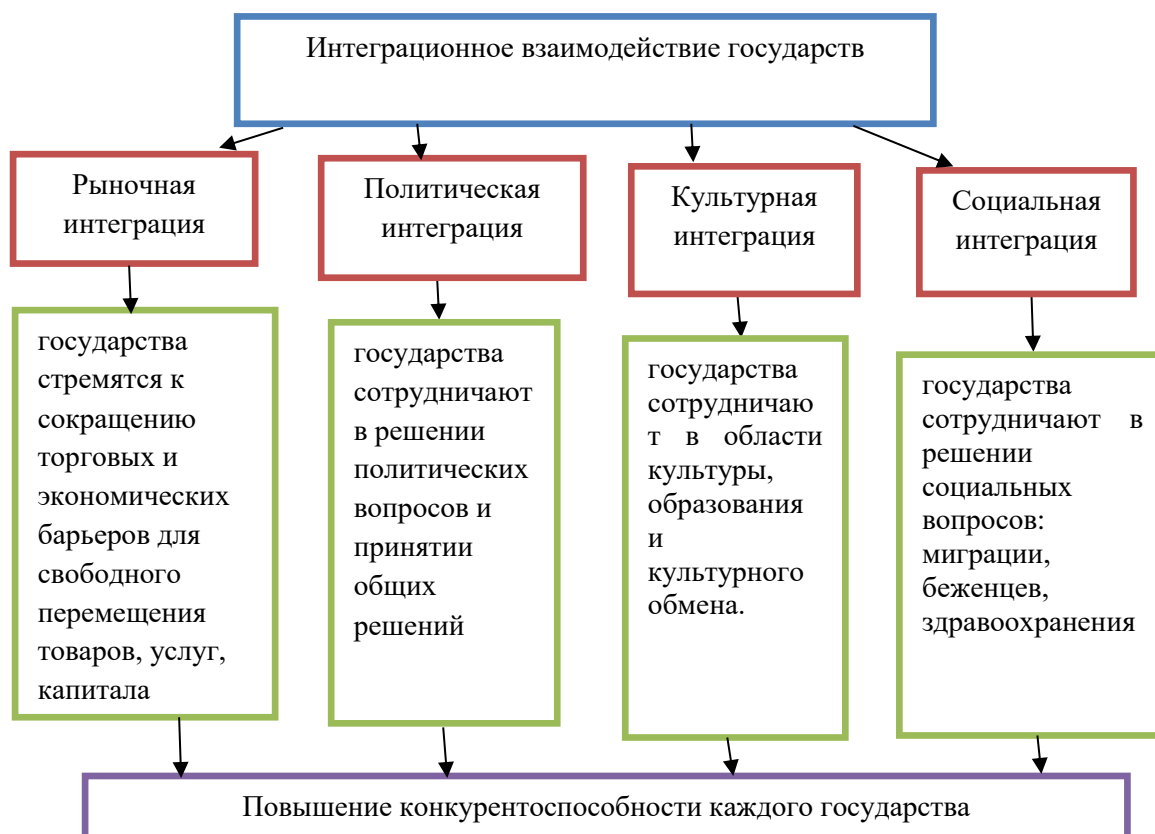 Интеграционное взаимодействие государств
Рыночная
интеграция
Политическая
интеграция
Культурная
интеграция
Социальная
интеграция
государства
стремятся к
сокращению
торговых и
экономических
барьеров для
свободного
перемещения
товаров, услуг,
капитала
государства
сотрудничают
в решении
политических
вопросов и
принятии
общих
решений
государства
сотрудничаю
т в области
культуры,
образования
и
культурного
обмена.
государства
сотрудничают в
решении
социальных
вопросов:
миграции,
беженцев,
здравоохранения
Повышение конкурентоспособности каждого государства